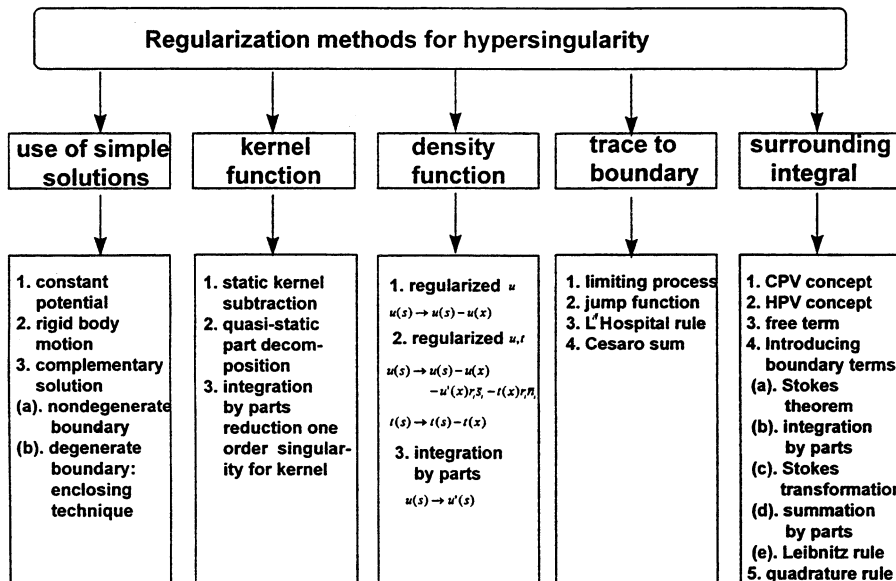 Regularization methods for hypersingularity
use of simple
solutions
kernel
function
density
function
trace to
boundary
surrounding
integral
1. constant
potential
2. rigid body
motion
3. complementary
solution
(a). nondegenerate
boundary
(b). degenerate
boundary:
enclosing
technique
1. static kernel
subtraction
2. quasi-static
part decom-
position
3. integration
by parts
reduction one
order singular-
ity for kernel
1. regularized u
u(s) → u(s) − u(x)
2. regularized u,t
u(s) → u(s) − u(x)
−u'(x)r_i s̄_i − t(x)r_i n̄_i
t(s) → t(s) − t(x)
3. integration
by parts
u(s) → u'(s)
1. limiting process
2. jump function
3. L'Hospital rule
4. Cesaro sum
1. CPV concept
2. HPV concept
3. free term
4. Introducing
boundary terms
(a). Stokes
theorem
(b). integration
by parts
(c). Stokes
transformation
(d). summation
by parts
(e). Leibnitz rule
5. quadrature rule